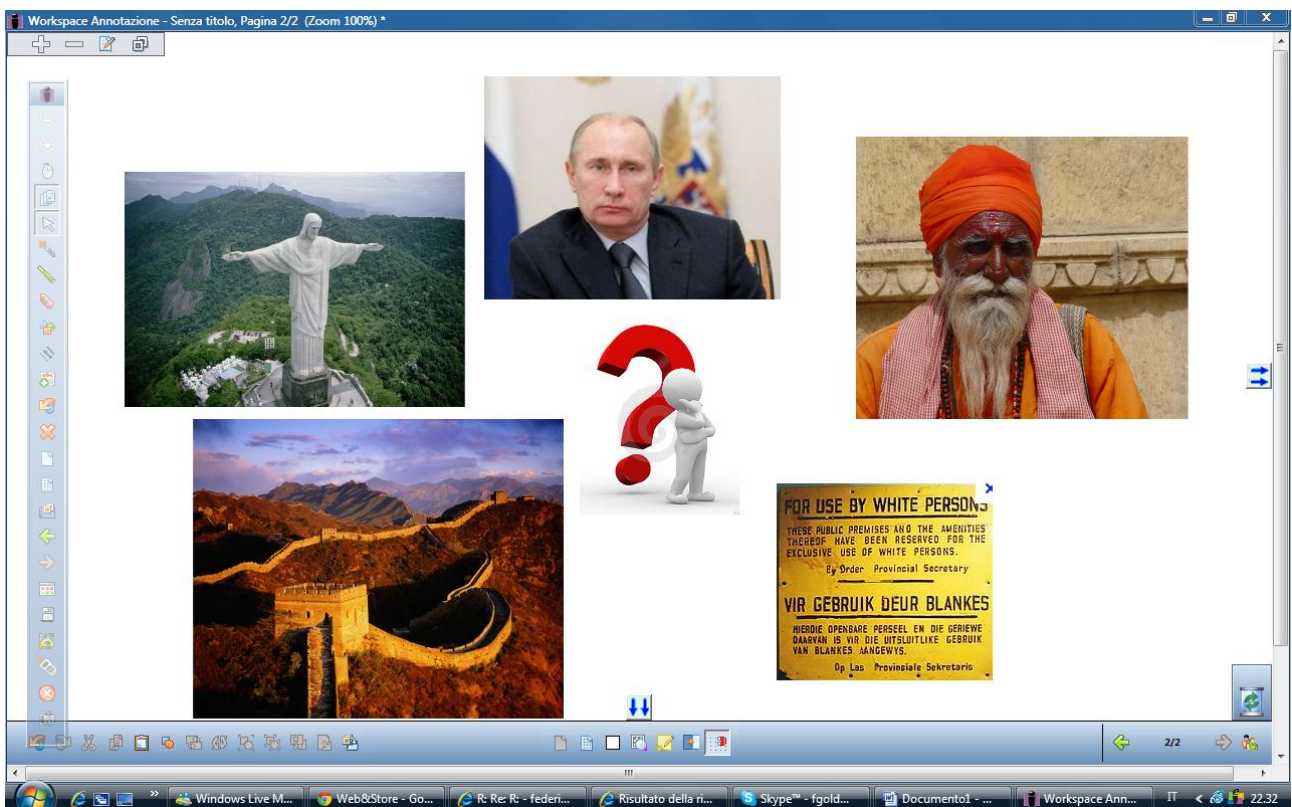 Workspace Annotazione - Senza titolo, Pagina 2/2 (Zoom 100%) *
FOR USE BY WHITE PERSONS
THESE PUBLIC PREMISES AND THE AMENITIES
THEREOF HAVE BEEN RESERVED FOR THE
EXCLUSIVE USE OF WHITE PERSONS.
By Order Provincial Secretary
VIR GEBRUIK DEUR BLANKES
HIERDIE OPENBARE PERSEEL EN DIE GERIEWE
DAARVAN IS VIR DIE UITSLUITLIKE GEBRUIK
VAN BLANKES AANGEWYS.
Op Las Provinsiale Sekretaris
2/2
Windows Live M... Web&Store - Go... R: Re: R: - federi... Risultato della ri... Skype™ - fgold... Documento1 - ... Workspace Ann... IT 22.32